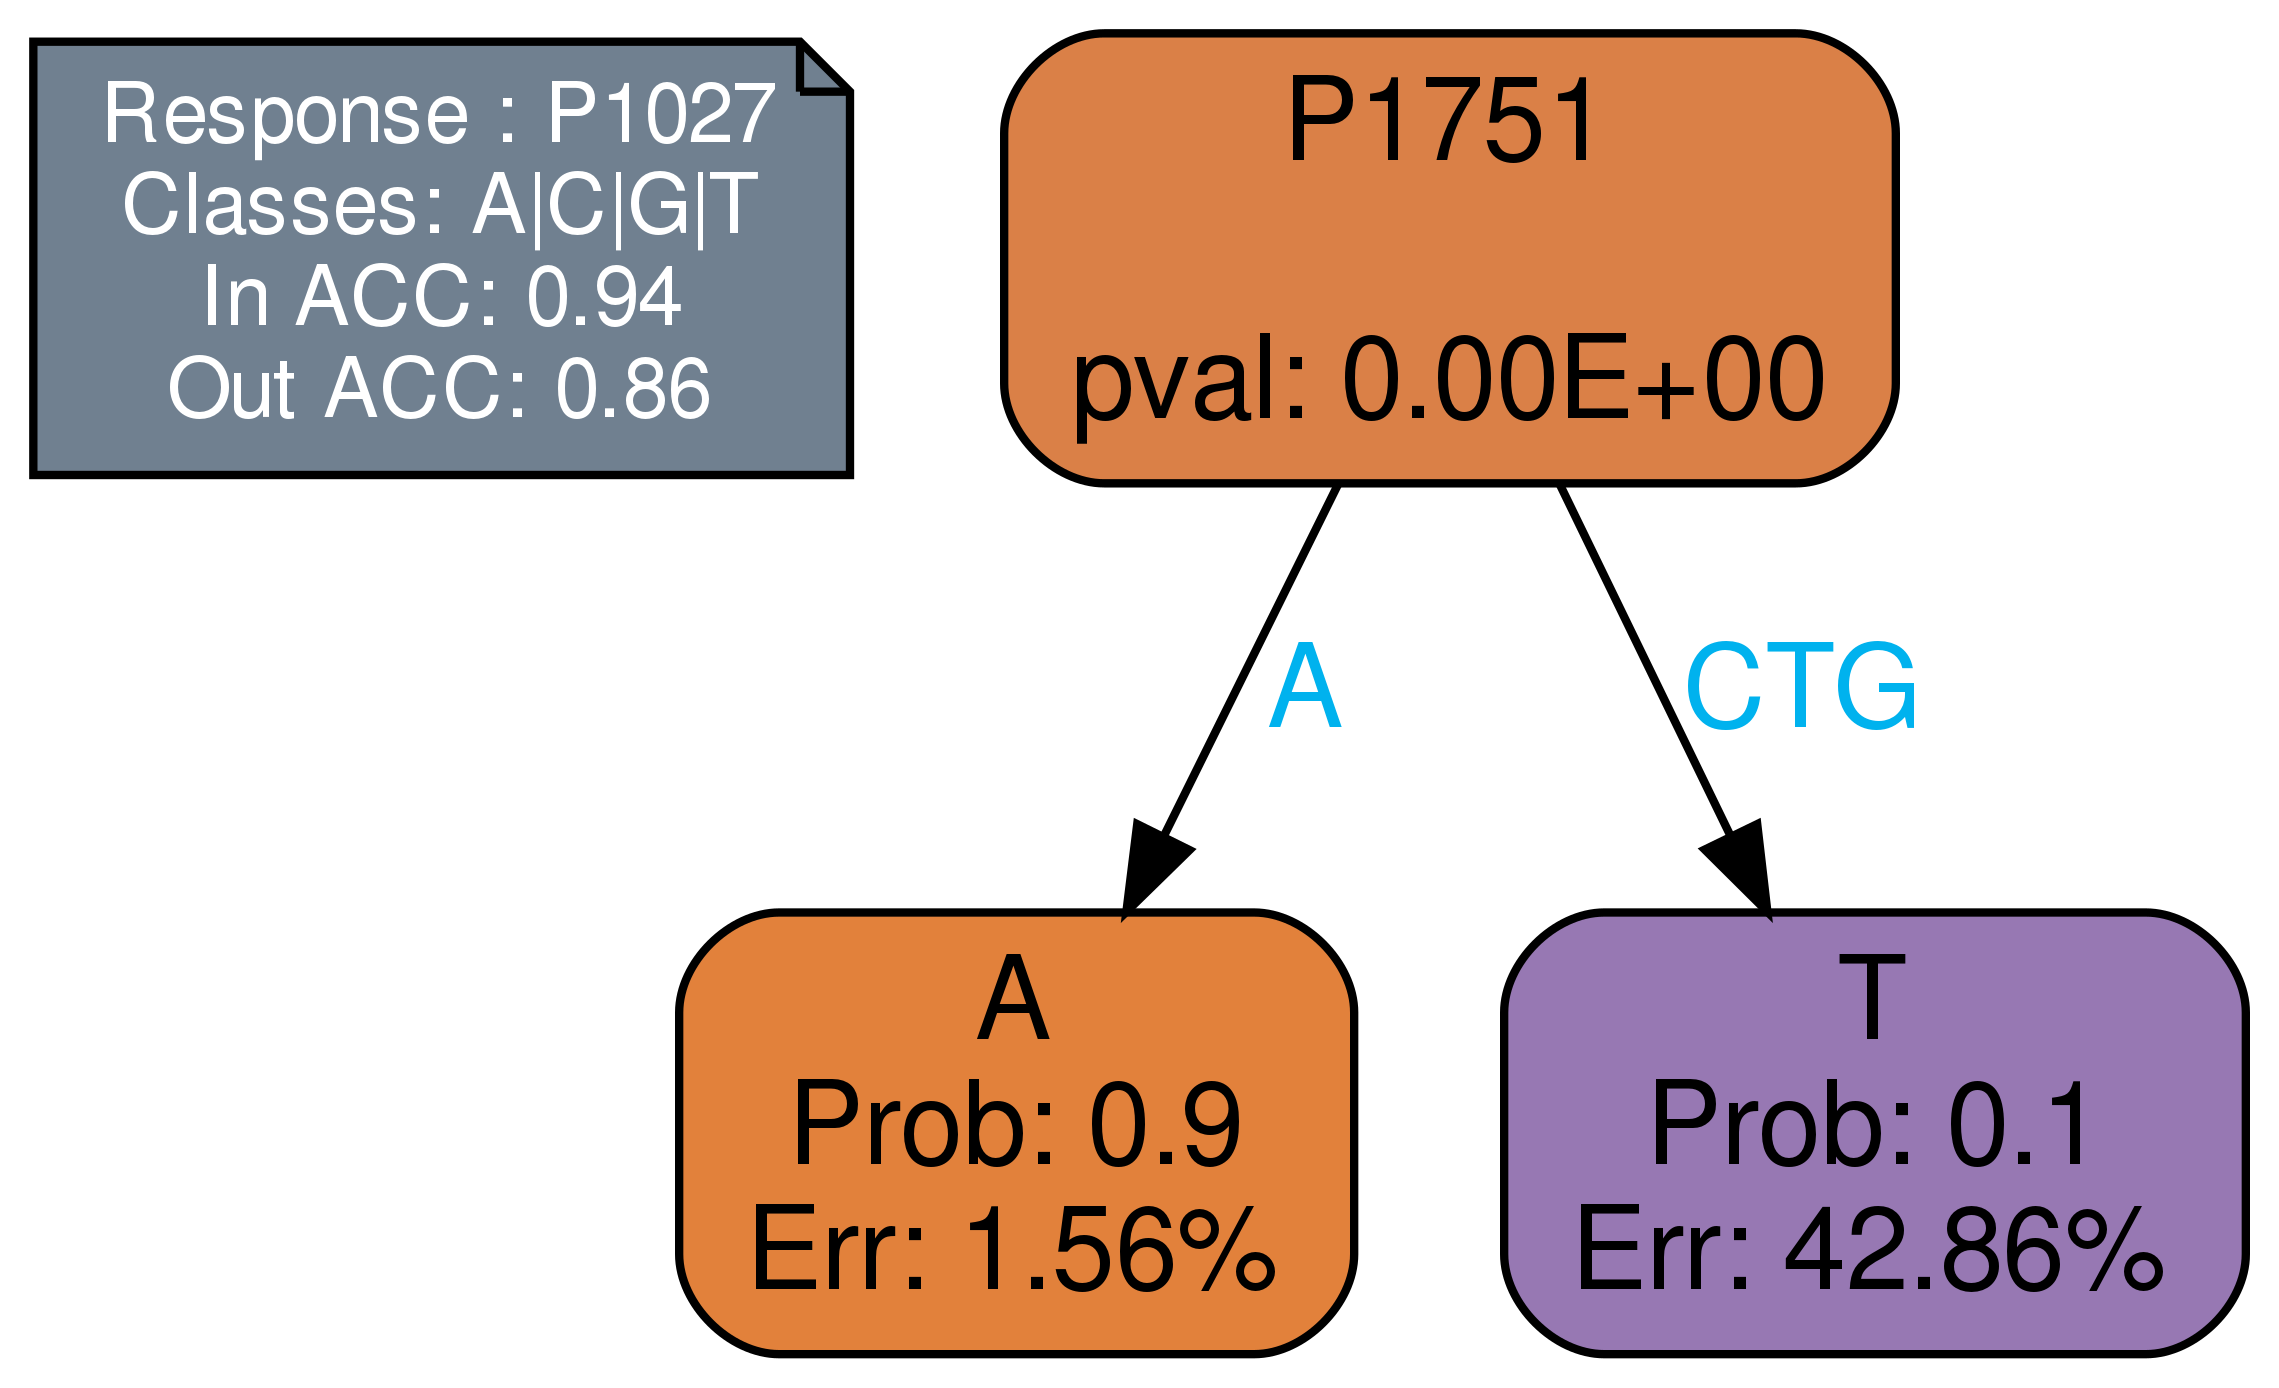 Response : P1027
Classes: A|C|G|T
In ACC: 0.94
Out ACC: 0.86
P1751
pval: 0.00E+00
A
CTG
A
Prob: 0.9
Err: 1.56%
T
Prob: 0.1
Err: 42.86%